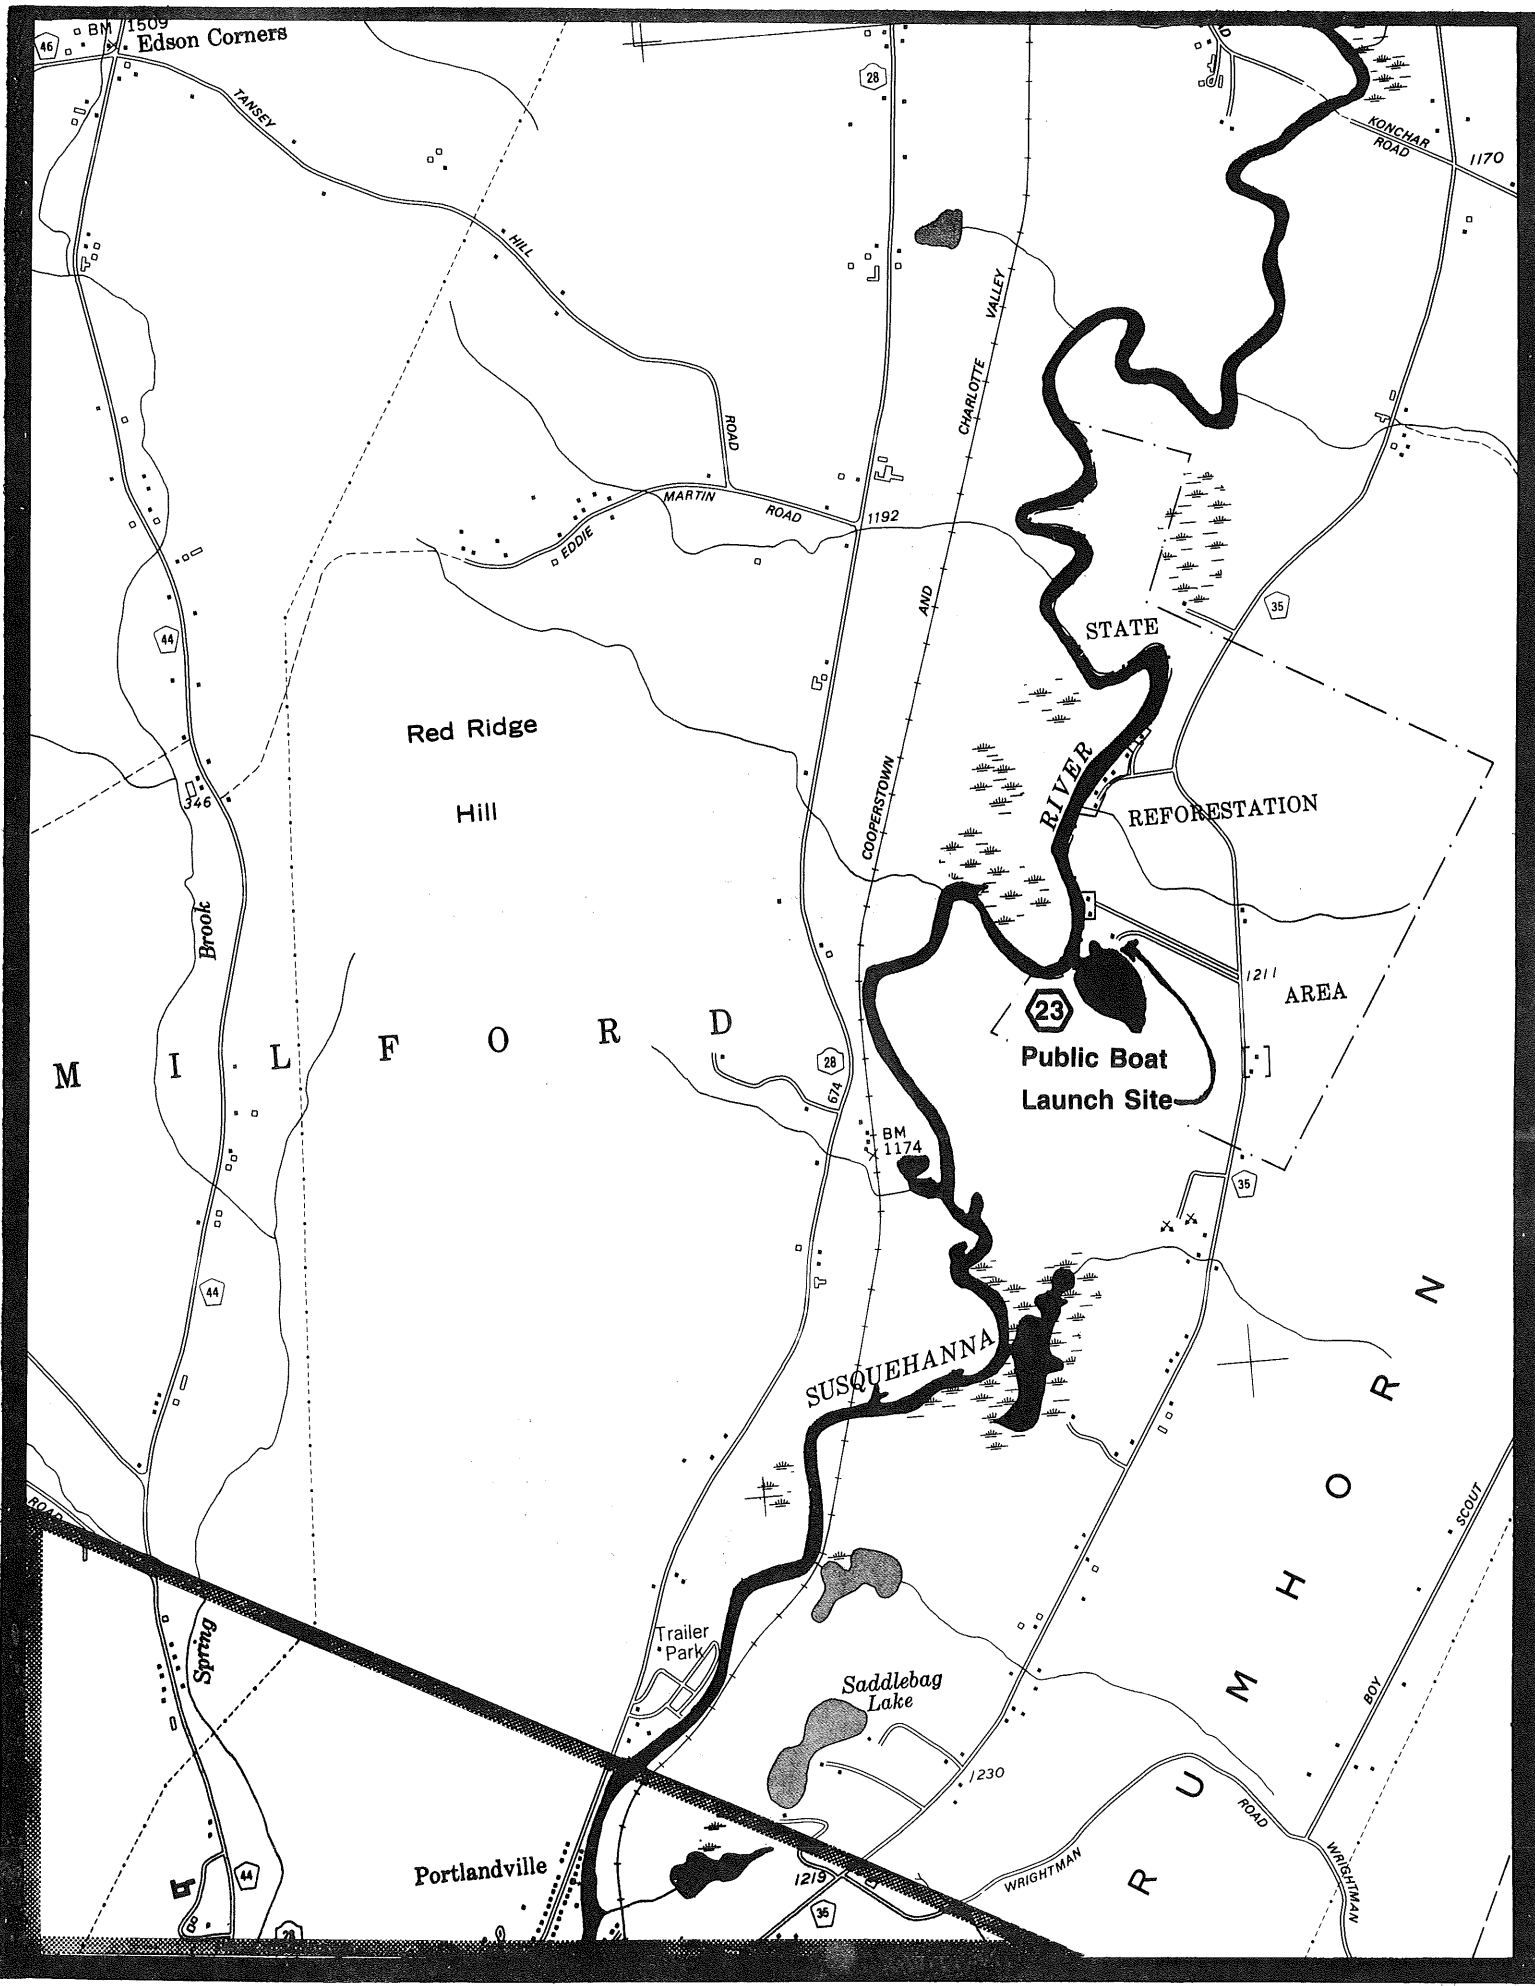 BM 1509
46
Edson Corners
TANSEY
HILL
ROAD
28
KONCHAR
ROAD
1170
COOPERSTOWN AND CHARLOTTE VALLEY
MARTIN
ROAD
EDDIE
1192
44
35
STATE
Red Ridge
Hill
RIVER
REFORESTATION
346
Brook
1211
AREA
23
Public Boat
Launch Site
MILFORD
28
674
BM
1174
35
44
SUSQUEHANNA
RUMHORN
ROAD
SCOUT
BOY
Spring
Trailer
Park
Saddlebag
Lake
1230
ROAD
WRIGHTMAN
WRIGHTMAN
Portlandville
1219
44
35
28